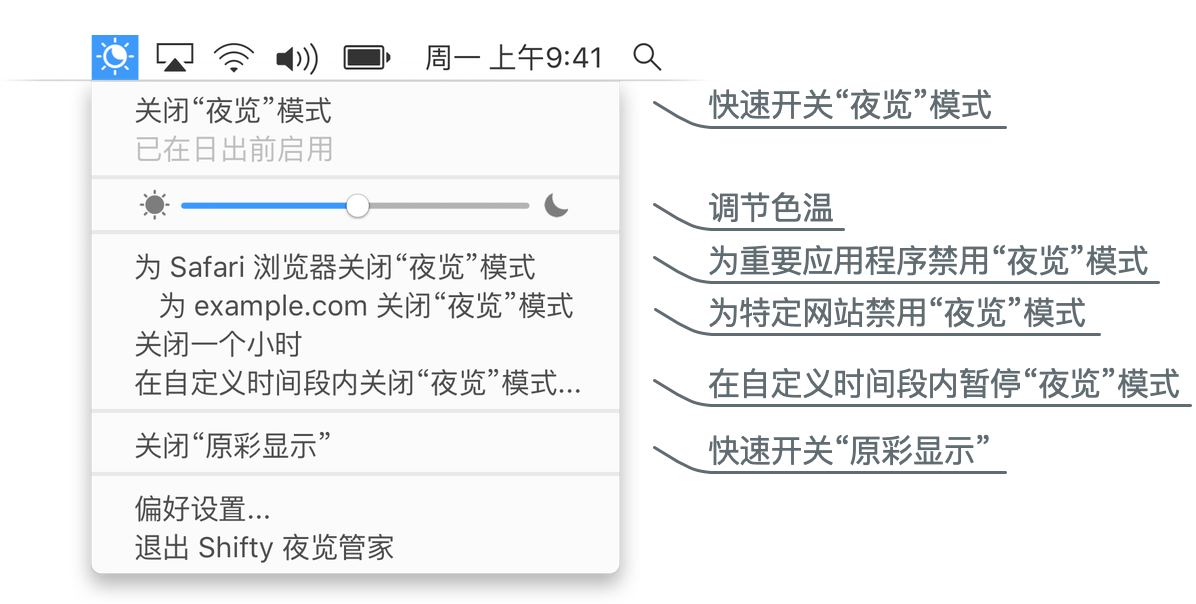 周一 上午9:41
关闭“夜览”模式
快速开关“夜览”模式
已在日出前启用
调节色温
为 Safari 浏览器关闭“夜览”模式
为重要应用程序禁用“夜览”模式
为 example.com 关闭“夜览”模式
为特定网站禁用“夜览”模式
关闭一个小时
在自定义时间段内关闭“夜览”模式...
在自定义时间段内暂停“夜览”模式
关闭“原彩显示”
快速开关“原彩显示”
偏好设置...
退出 Shifty 夜览管家